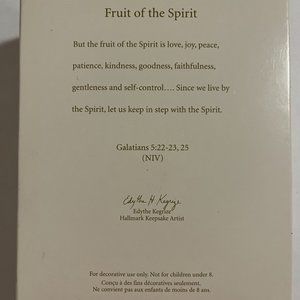 Fruit of the Spirit
But the fruit of the Spirit is love, joy, peace,
patience, kindness, goodness, faithfulness,
gentleness and self-control.... Since we live by
the Spirit, let us keep in step with the Spirit.
Galatians 5:22-23, 25
(NIV)
Edythe H. Kegrize
Edythe Kegrize
Hallmark Keepsake Artist
For decorative use only. Not for children under 8.
Conçu à des fins décoratives seulement.
Ne convient pas aux enfants de moins de 8 ans.